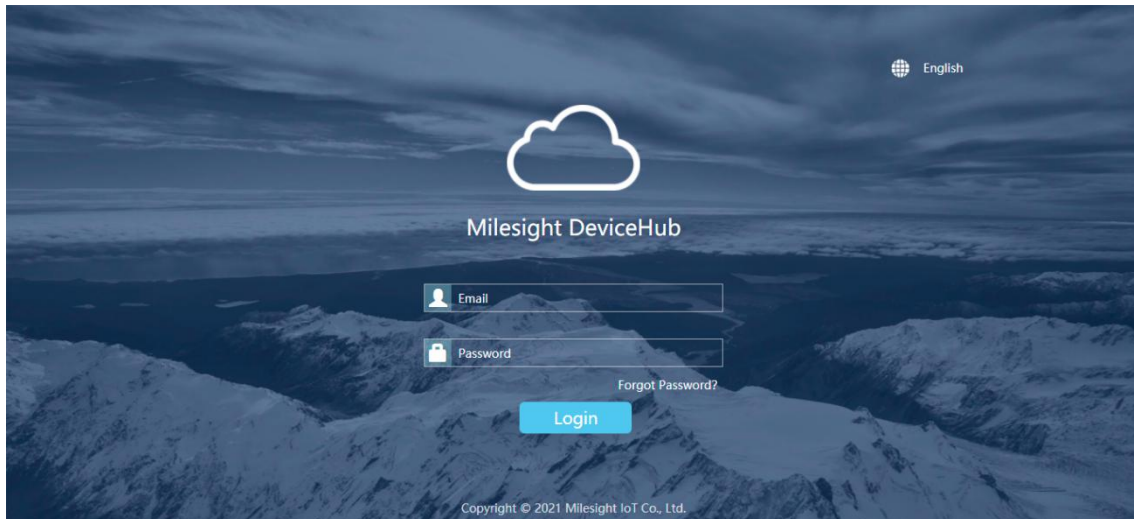 English
Milesight DeviceHub
Email
Password
Forgot Password?
Login
Copyright © 2021 Milesight IoT Co., Ltd.